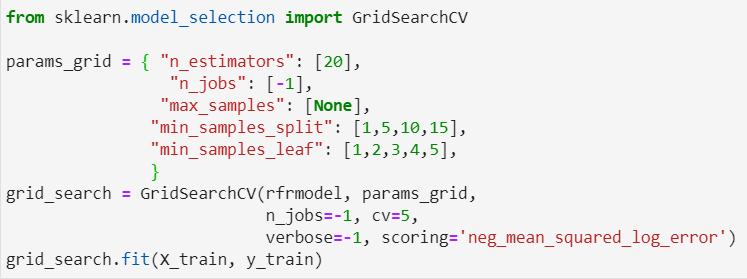 from sklearn.model_selection import GridSearchCV
params_grid = { "n_estimators": [20],
"n_jobs": [-1],
"max_samples": [None],
"min_samples_split": [1,5,10,15],
"min_samples_leaf": [1,2,3,4,5],
}
grid_search = GridSearchCV(rfrmodel, params_grid,
n_jobs=-1, cv=5,
verbose=-1, scoring='neg_mean_squared_log_error')
grid_search.fit(X_train, y_train)